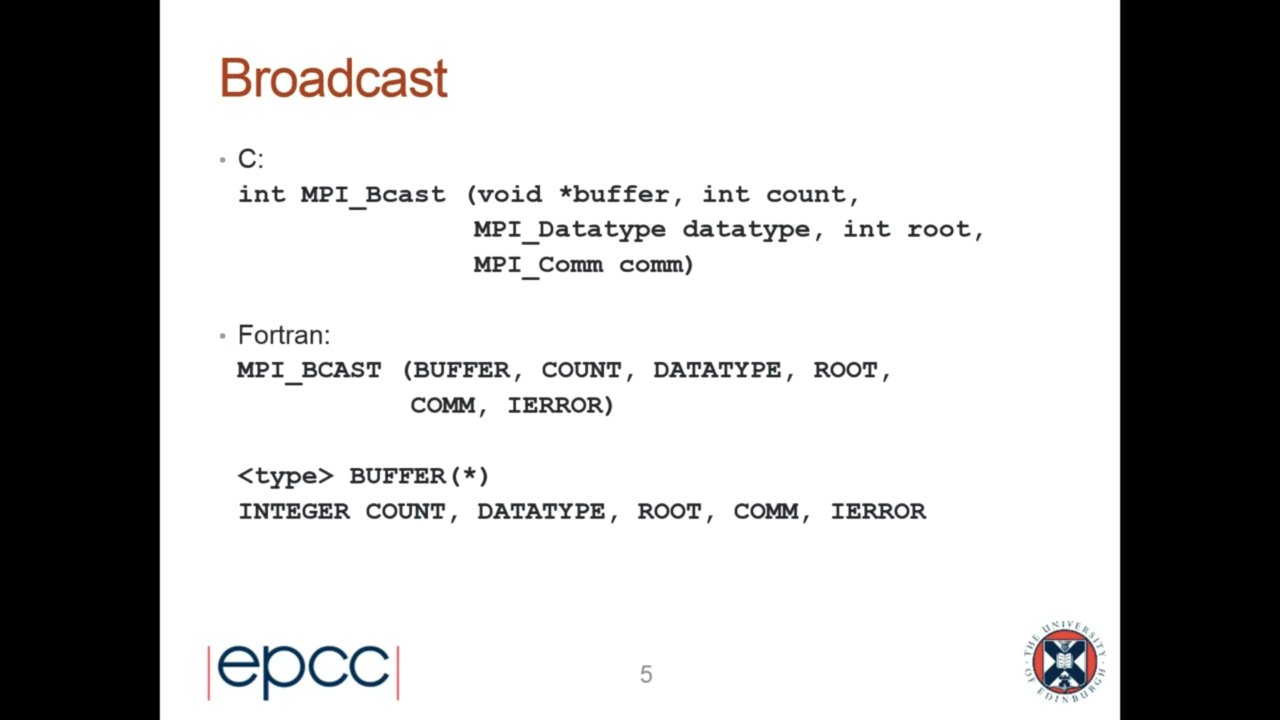 Broadcast
• C:
int MPI_Bcast (void *buffer, int count,
MPI_Datatype datatype, int root,
MPI_Comm comm)
• Fortran:
MPI_BCAST (BUFFER, COUNT, DATATYPE, ROOT,
COMM, IERROR)
<type> BUFFER(*)
INTEGER COUNT, DATATYPE, ROOT, COMM, IERROR
|epcc|
5
THE UNIVERSITY
OF EDINBURGH